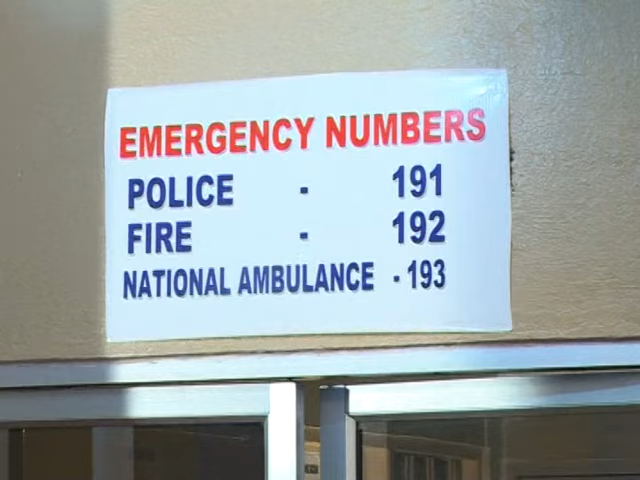 EMERGENCY NUMBERS
POLICE - 191
FIRE - 192
NATIONAL AMBULANCE - 193